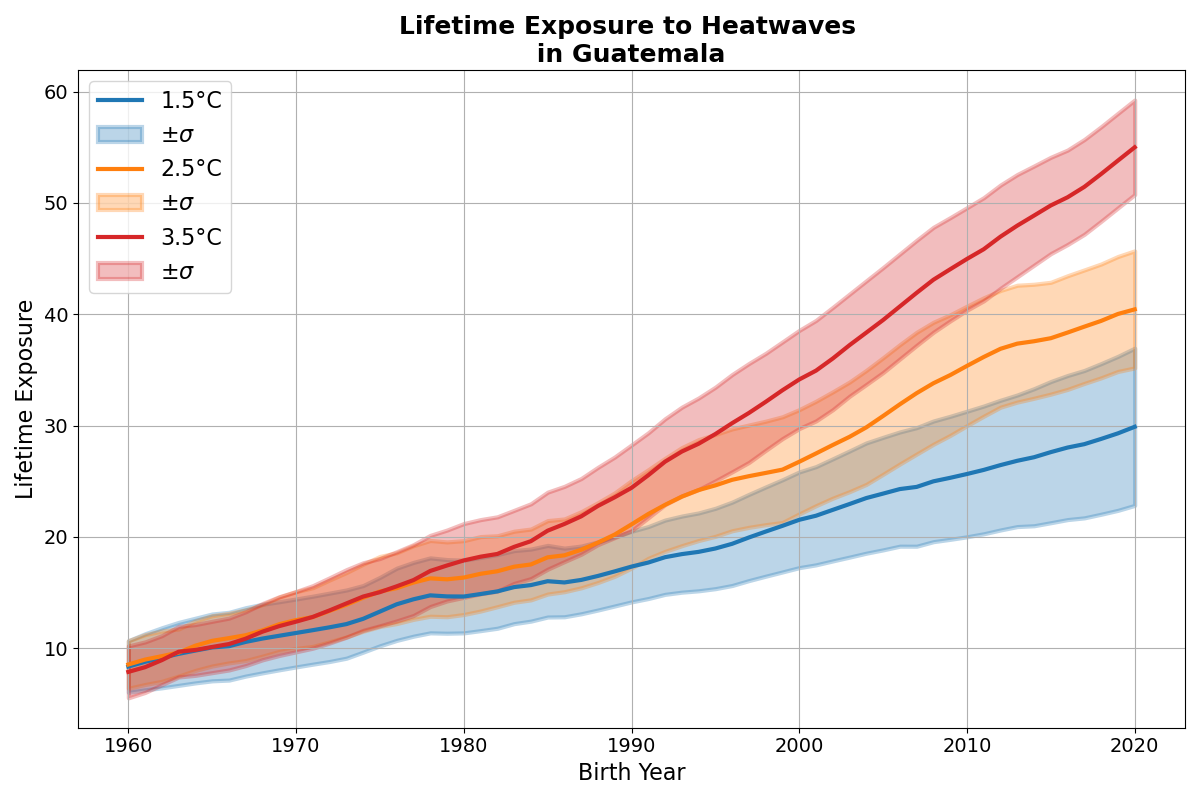 Lifetime Exposure to Heatwaves
in Guatemala
1.5°C
±σ
2.5°C
±σ
3.5°C
±σ
Lifetime Exposure
60
50
40
30
20
10
1960 1970 1980 1990 2000 2010 2020
Birth Year